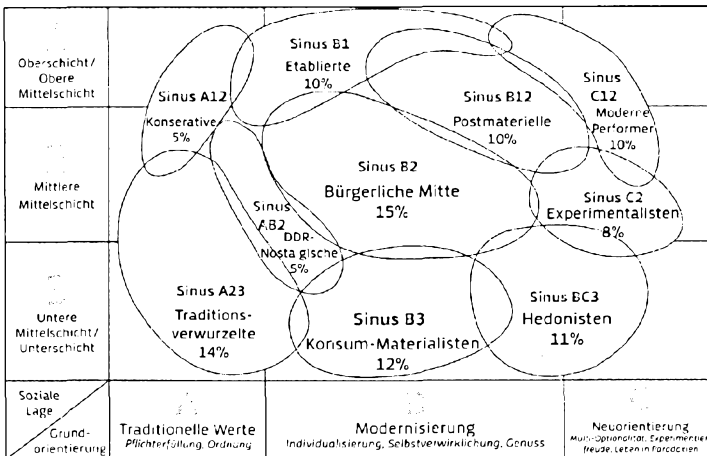 Oberschicht/
Obere
Mittelschicht
Sinus A12
Konserative
5%
Sinus B1
Etablierte
10%
Sinus B12
Postmaterielle
10%
Sinus
C12
Moderne
Performer
10%
Mittlere
Mittelschicht
Sinus
AB2
DDR-
Nostalgische
5%
Sinus B2
Bürgerliche Mitte
15%
Sinus C2
Experimentalisten
8%
Untere
Mittelschicht/
Unterschicht
Sinus A23
Traditions-
verwurzelte
14%
Sinus B3
Konsum-Materialisten
12%
Sinus BC3
Hedonisten
11%
Soziale
Lage
Grund-
orientierung
A
Traditionelle Werte
Pflichterfüllung, Ordnung
B
Modernisierung
Individualisierung, Selbstverwirklichung, Genuss
Neuorientierung
Multi-Optionalität, Experimentier-
freude, Leben in Paradoxien